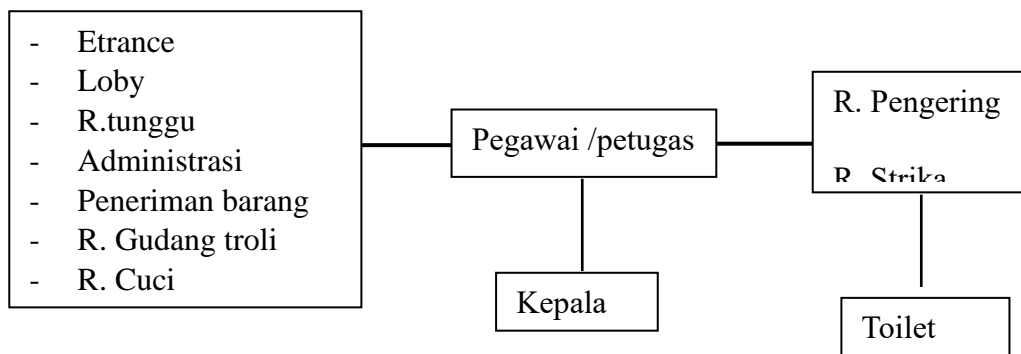 - Etrance
- Loby
- R.tunggu
- Administrasi
- Peneriman barang
- R. Gudang troli
- R. Cuci
Pegawai /petugas
Kepala
R. Pengering
R. Strika
Toilet